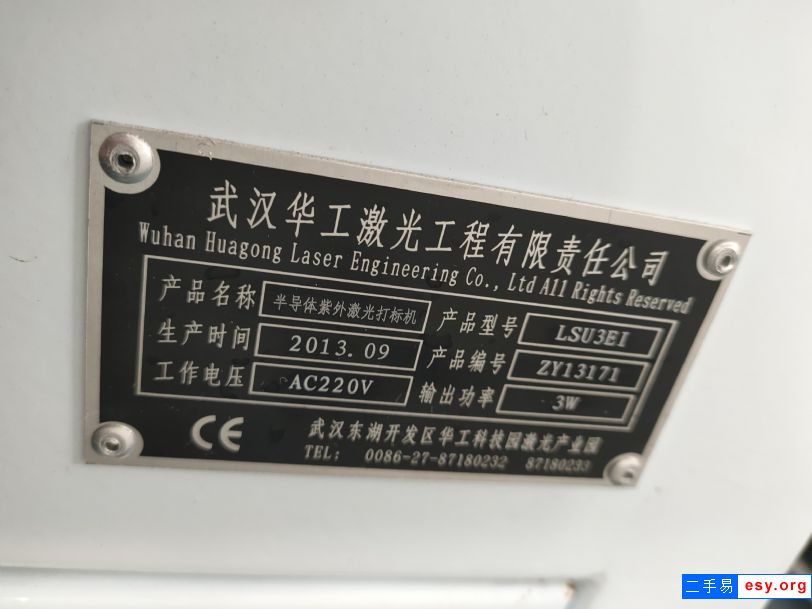 武汉华工激光工程有限责任公司
Wuhan Huagong Laser Engineering Co., Ltd All Rights Reserved
产品名称 半导体紫外激光打标机 产品型号 LSU3EI
生产时间 2013.09 产品编号 ZY13171
工作电压 AC220V 输出功率 3W
CE 武汉东湖开发区华工科技园激光产业园
TEL: 0086-27-87180232 87180233
二手易 esy.org